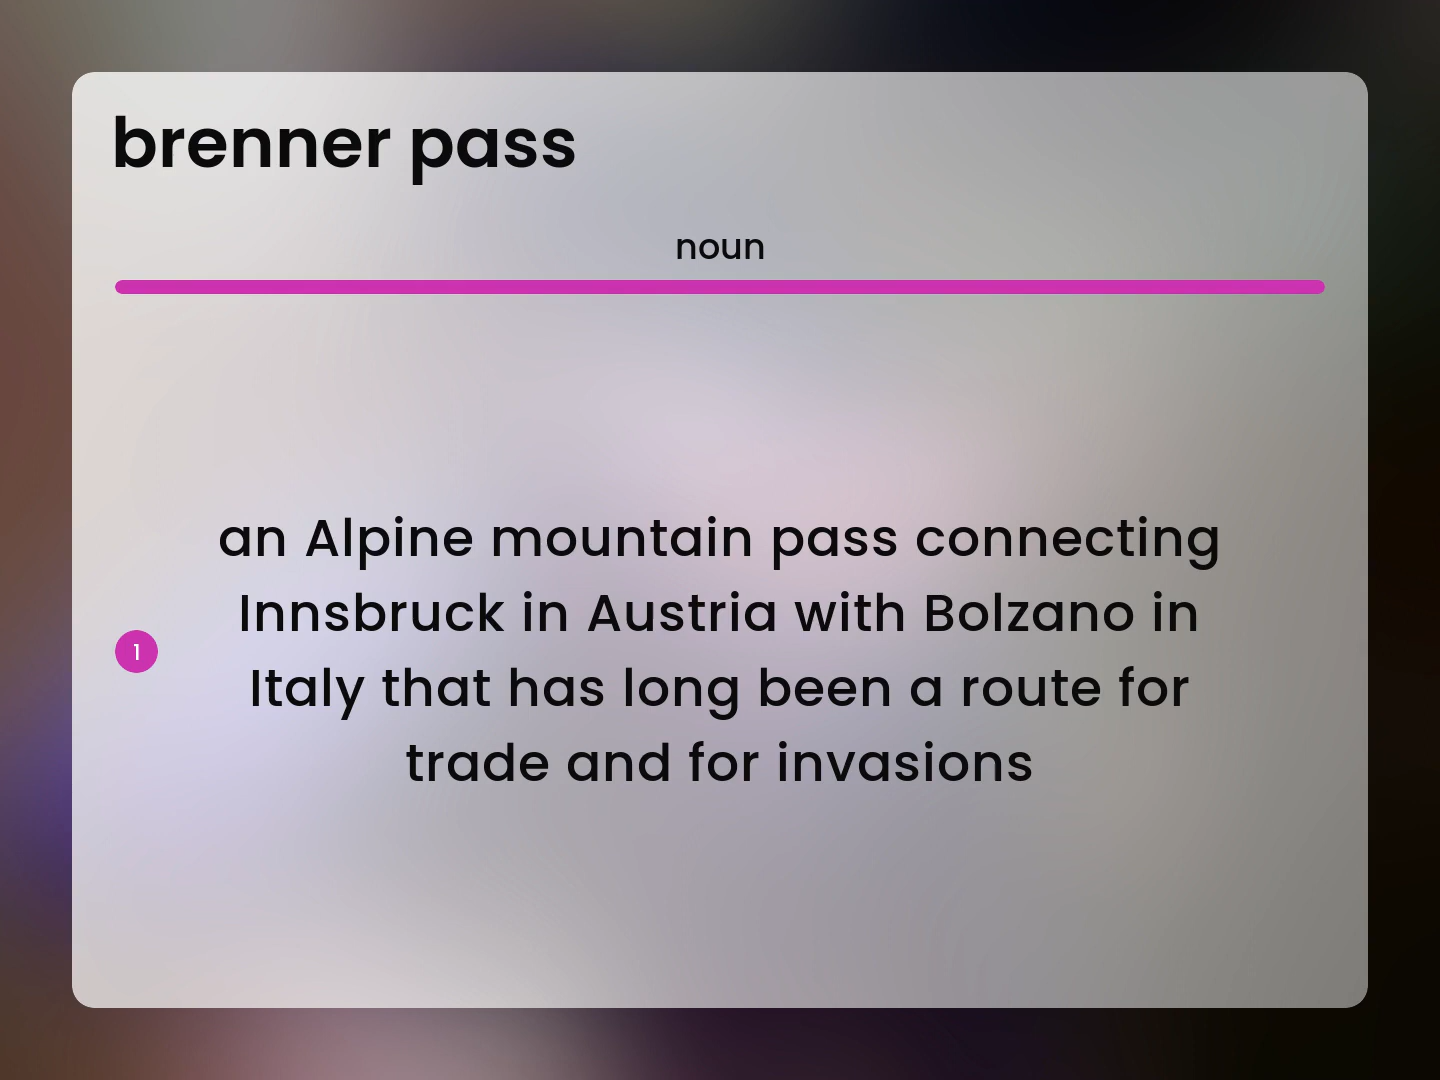 brenner pass
noun
an Alpine mountain pass connecting
Innsbruck in Austria with Bolzano in
1
Italy that has long been a route for
trade and for invasions